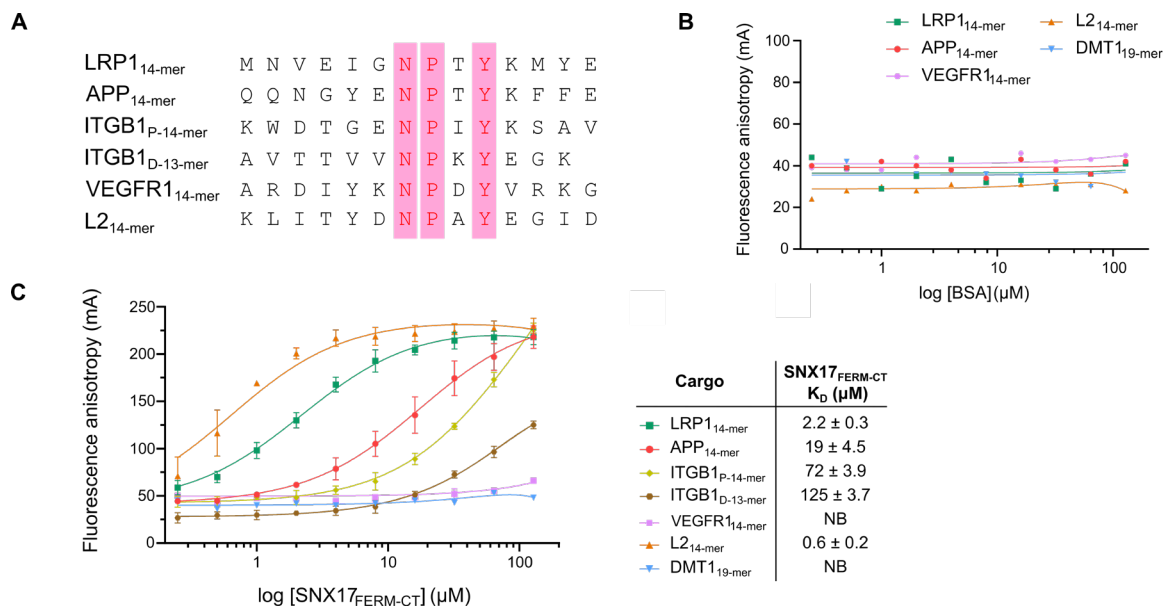 A
LRP114-mer M N V E I G N P T Y K M Y E
APP14-mer Q Q N G Y E N P T Y K F F E
ITGB1P-14-mer K W D T G E N P I Y K S A V
ITGB1D-13-mer A V T T V V N P K Y E G K
VEGFR114-mer A R D I Y K N P D Y V R K G
L214-mer K L I T Y D N P A Y E G I D
B
LRP114-mer L214-mer
APP14-mer DMT119-mer
VEGFR114-mer
Fluorescence anisotropy (mA)
100
80
60
40
20
0
1 10 100
log [BSA] (µM)
C
Fluorescence anisotropy (mA)
250
200
150
100
50
0
1 10 100
log [SNX17FERM-CT] (µM)
Cargo SNX17FERM-CT KD (µM)
LRP114-mer 2.2 ± 0.3
APP14-mer 19 ± 4.5
ITGB1P-14-mer 72 ± 3.9
ITGB1D-13-mer 125 ± 3.7
VEGFR114-mer NB
L214-mer 0.6 ± 0.2
DMT119-mer NB